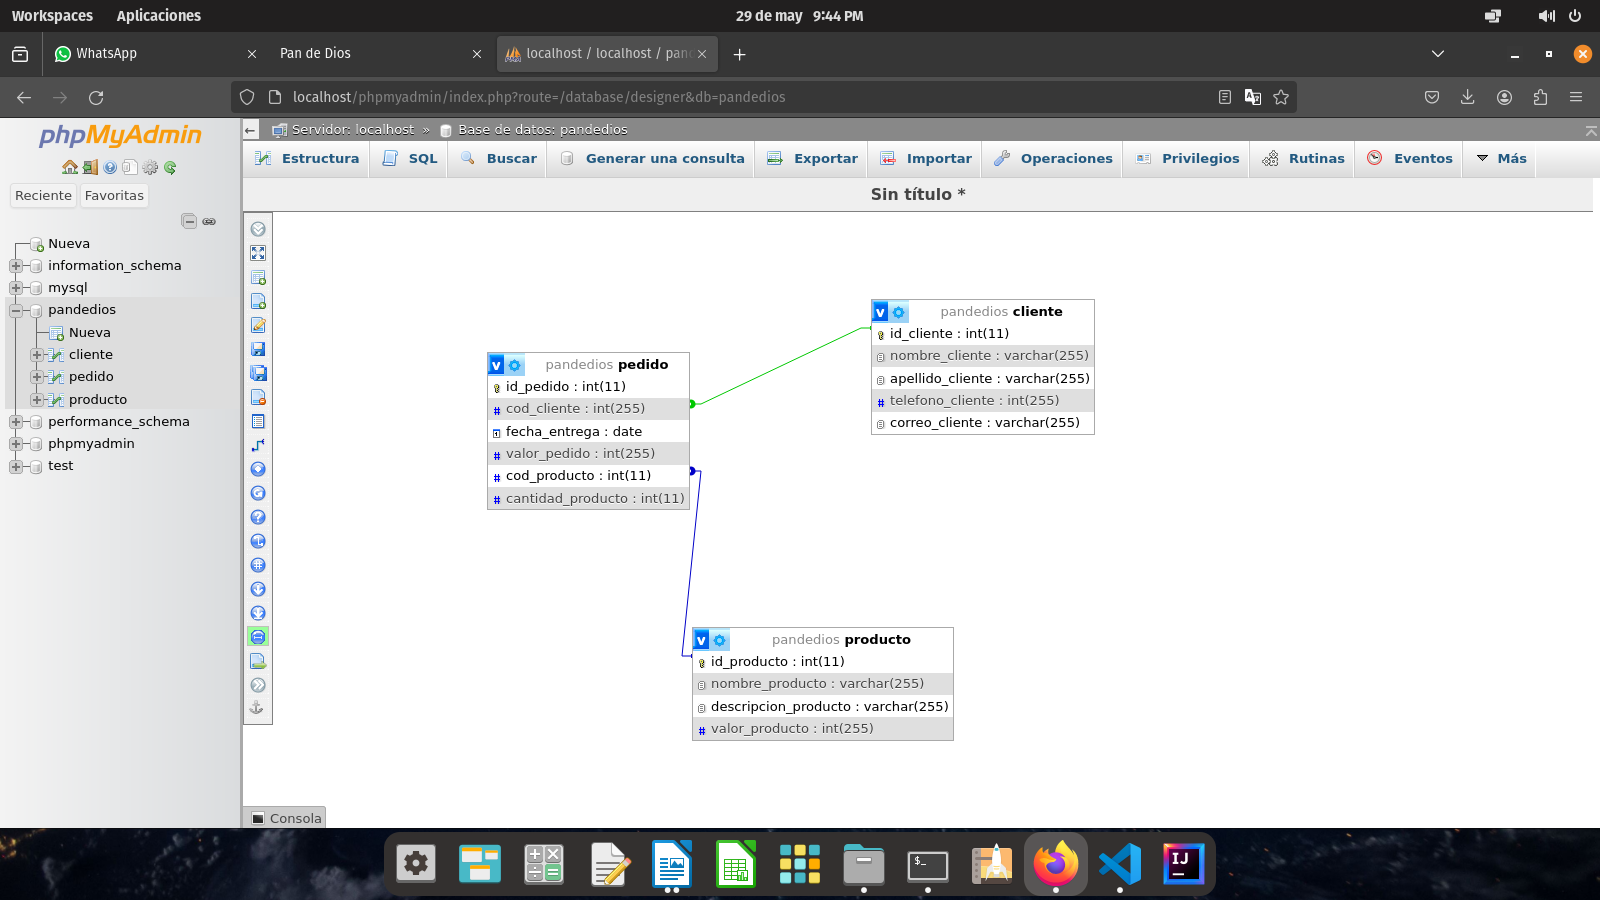 Workspaces Aplicaciones 29 de may 9:44 PM
WhatsApp Pan de Dios localhost / localhost / pan
localhost/phpmyadmin/index.php?route=/database/designer&db=pandedios
phpMyAdmin
Reciente Favoritas
Nueva
information_schema
mysql
pandedios
Nueva
cliente
pedido
producto
performance_schema
phpmyadmin
test
Servidor: localhost » Base de datos: pandedios
Estructura SQL Buscar Generar una consulta Exportar Importar Operaciones Privilegios Rutinas Eventos Más
Sin título *
v pandedios cliente
id_cliente : int(11)
nombre_cliente : varchar(255)
apellido_cliente : varchar(255)
# telefono_cliente : int(255)
correo_cliente : varchar(255)
v pandedios pedido
id_pedido : int(11)
# cod_cliente : int(255)
fecha_entrega : date
# valor_pedido : int(255)
# cod_producto : int(11)
# cantidad_producto : int(11)
v pandedios producto
id_producto : int(11)
nombre_producto : varchar(255)
descripcion_producto : varchar(255)
# valor_producto : int(255)
Consola
$_
IJ